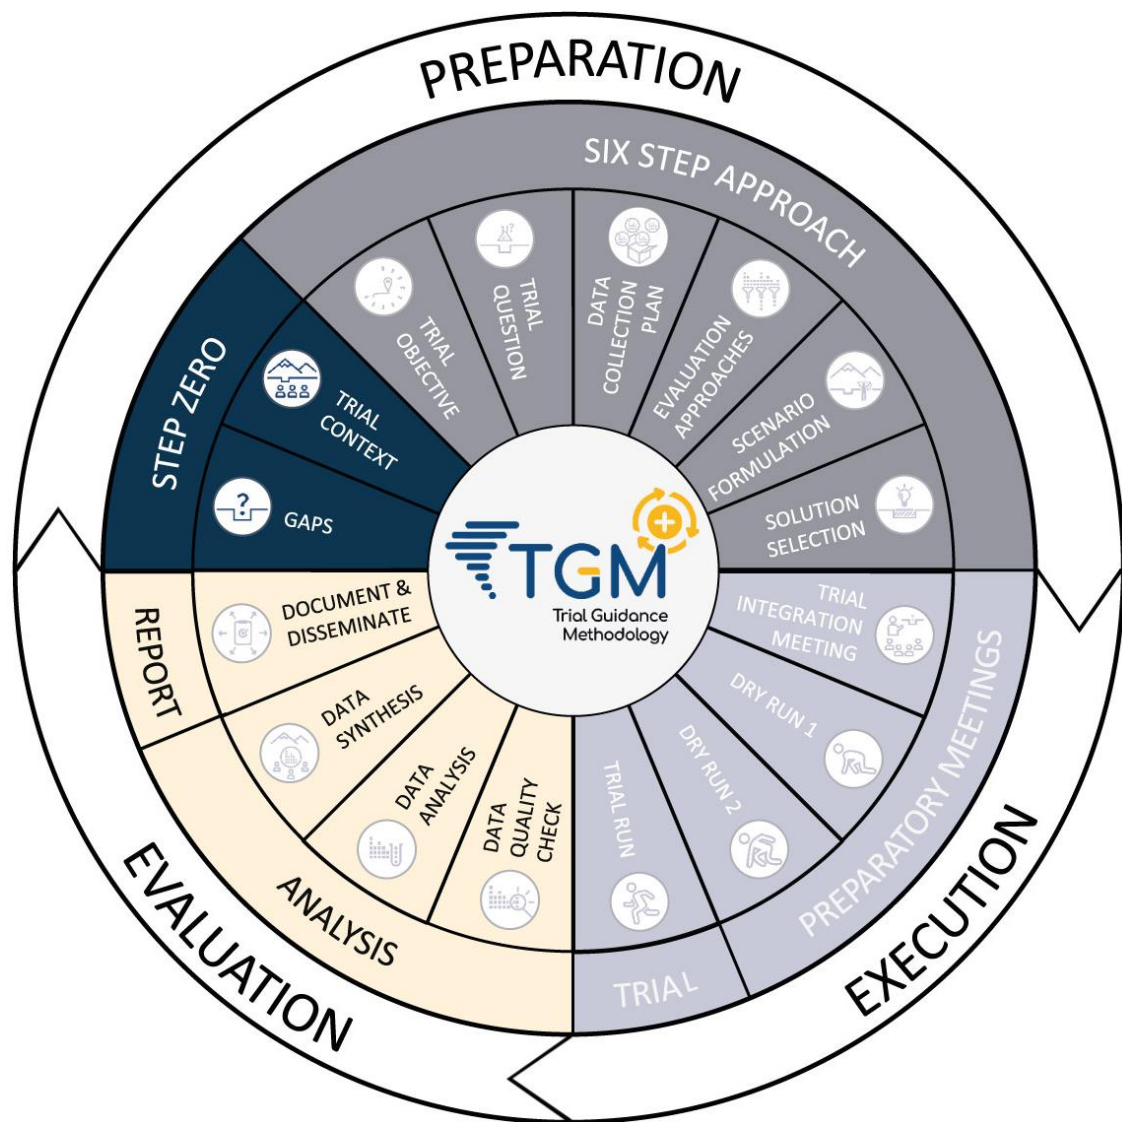 PREPARATION
SIX STEP APPROACH
STEP ZERO
GAPS
TRIAL
CONTEXT
TRIAL
OBJECTIVE
TRIAL
QUESTION
DATA
COLLECTION
PLAN
EVALUATION
APPROACHES
SCENARIO
FORMULATION
SOLUTION
SELECTION
TGM
Trial Guidance
Methodology
EXECUTION
PREPARATORY MEETINGS
TRIAL
INTEGRATION
MEETING
DRY RUN 1
DRY RUN 2
TRIAL
TRIAL RUN
EVALUATION
ANALYSIS
DATA
QUALITY
CHECK
DATA
ANALYSIS
DATA
SYNTHESIS
REPORT
DOCUMENT &
DISSEMINATE